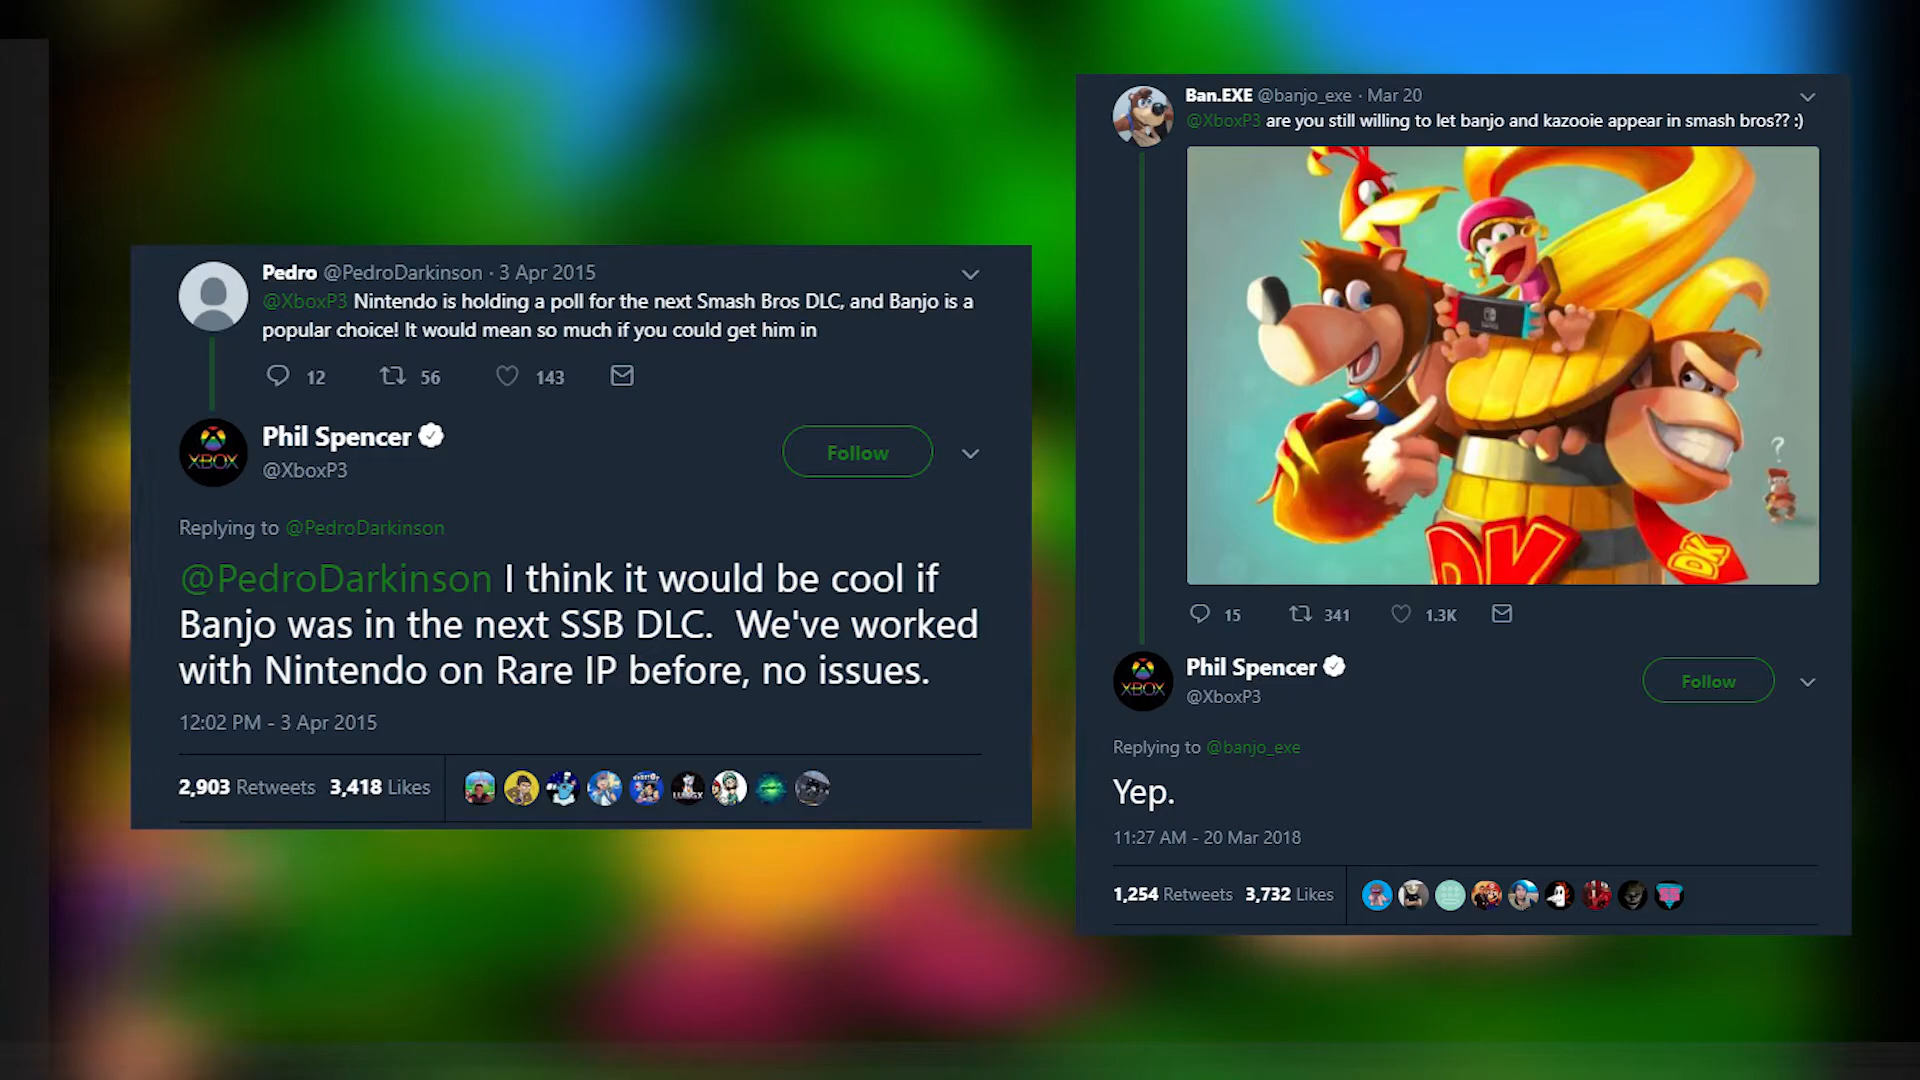 Pedro @PedroDarkinson · 3 Apr 2015
@XboxP3 Nintendo is holding a poll for the next Smash Bros DLC, and Banjo is a
popular choice! It would mean so much if you could get him in
12 56 143
XBOX
Phil Spencer
@XboxP3
Follow
Replying to @PedroDarkinson
@PedroDarkinson I think it would be cool if
Banjo was in the next SSB DLC. We've worked
with Nintendo on Rare IP before, no issues.
12:02 PM - 3 Apr 2015
2,903 Retweets 3,418 Likes
Ban.EXE @banjo_exe · Mar 20
@XboxP3 are you still willing to let banjo and kazooie appear in smash bros?? :)
?
DK
DK
15 341 1.3K
XBOX
Phil Spencer
@XboxP3
Follow
Replying to @banjo_exe
Yep.
11:27 AM - 20 Mar 2018
1,254 Retweets 3,732 Likes